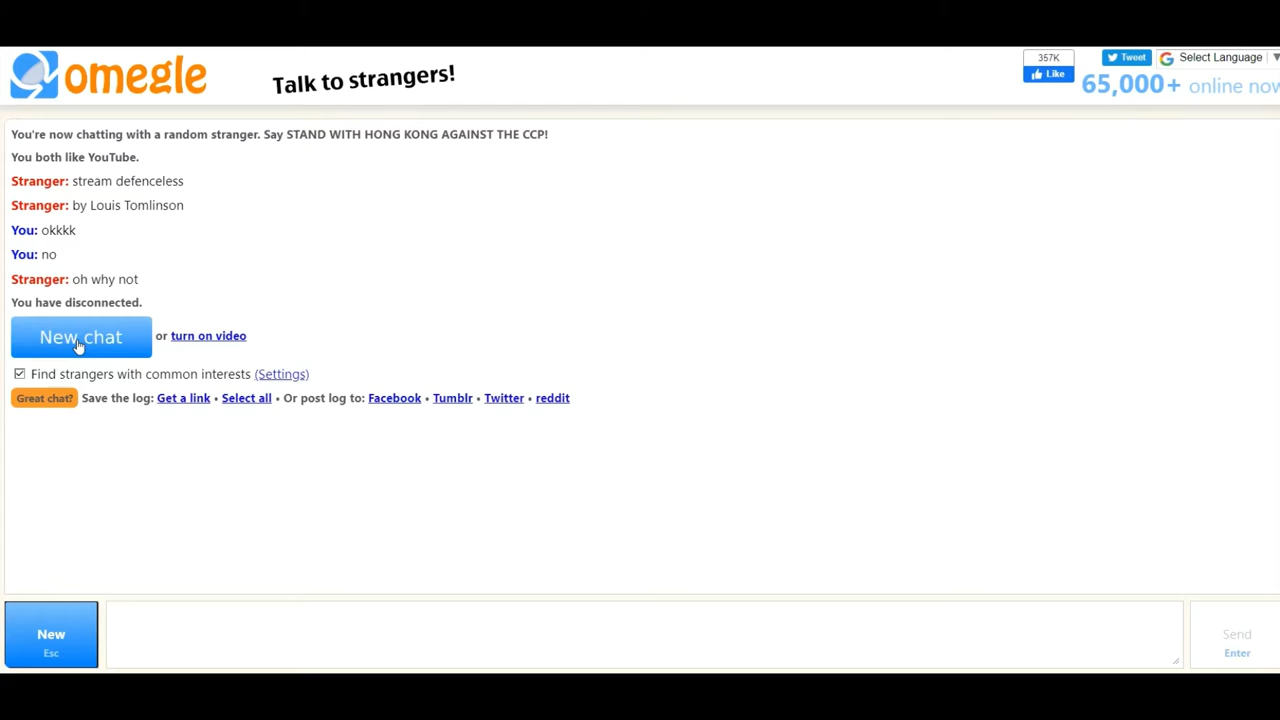 omegle
Talk to strangers!
357K
Like
Tweet
Select Language
65,000+ online now
You're now chatting with a random stranger. Say STAND WITH HONG KONG AGAINST THE CCP!
You both like YouTube.
Stranger: stream defenceless
Stranger: by Louis Tomlinson
You: okkkk
You: no
Stranger: oh why not
You have disconnected.
New chat or turn on video
Find strangers with common interests (Settings)
Great chat? Save the log: Get a link • Select all • Or post log to: Facebook • Tumblr • Twitter • reddit
New
Esc
Send
Enter